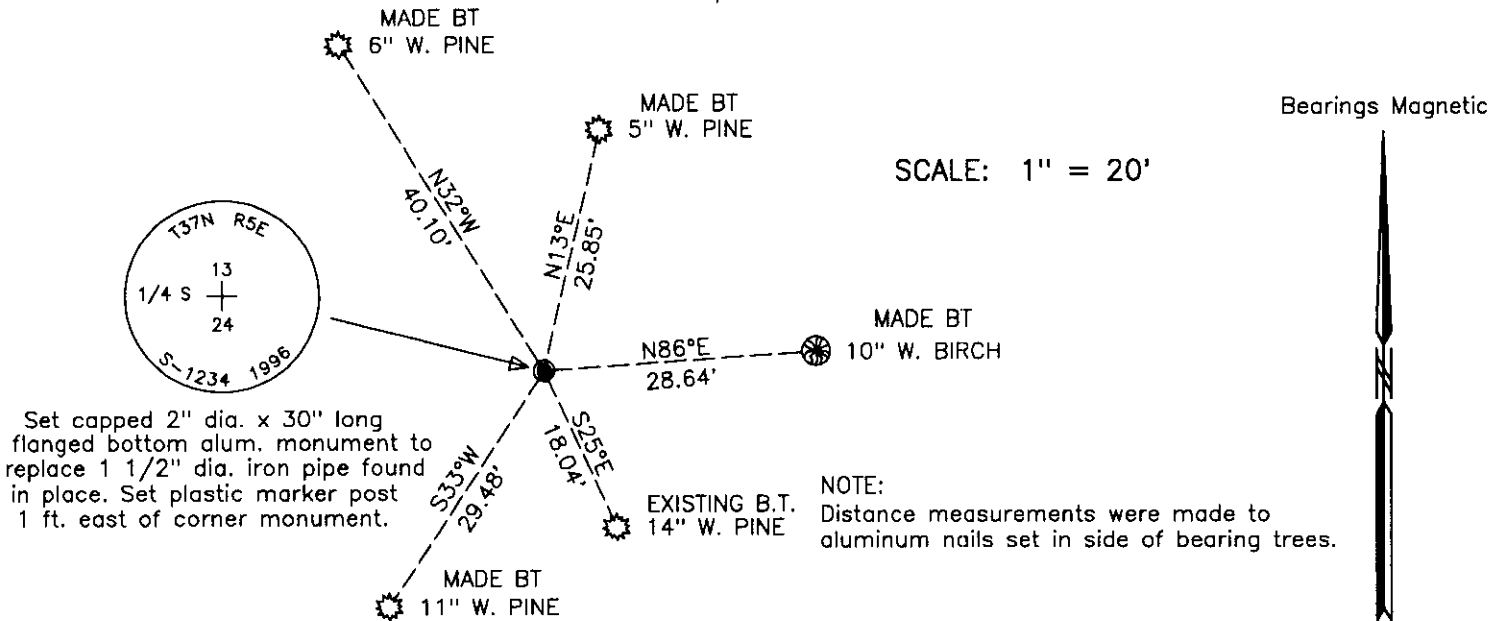 MADE BT
6" W. PINE
MADE BT
5" W. PINE
Bearings Magnetic
SCALE: 1" = 20'
N32°W
40.10'
N13°E
25.85'
T37N R5E
13
1/4 S
24
S-1234 1996
MADE BT
10" W. BIRCH
N86°E
28.64'
Set capped 2" dia. x 30" long
flanged bottom alum. monument to
replace 1 1/2" dia. iron pipe found
in place. Set plastic marker post
1 ft. east of corner monument.
S33°W
29.48'
S25°E
18.04'
EXISTING B.T.
14" W. PINE
NOTE:
Distance measurements were made to
aluminum nails set in side of bearing trees.
MADE BT
11" W. PINE